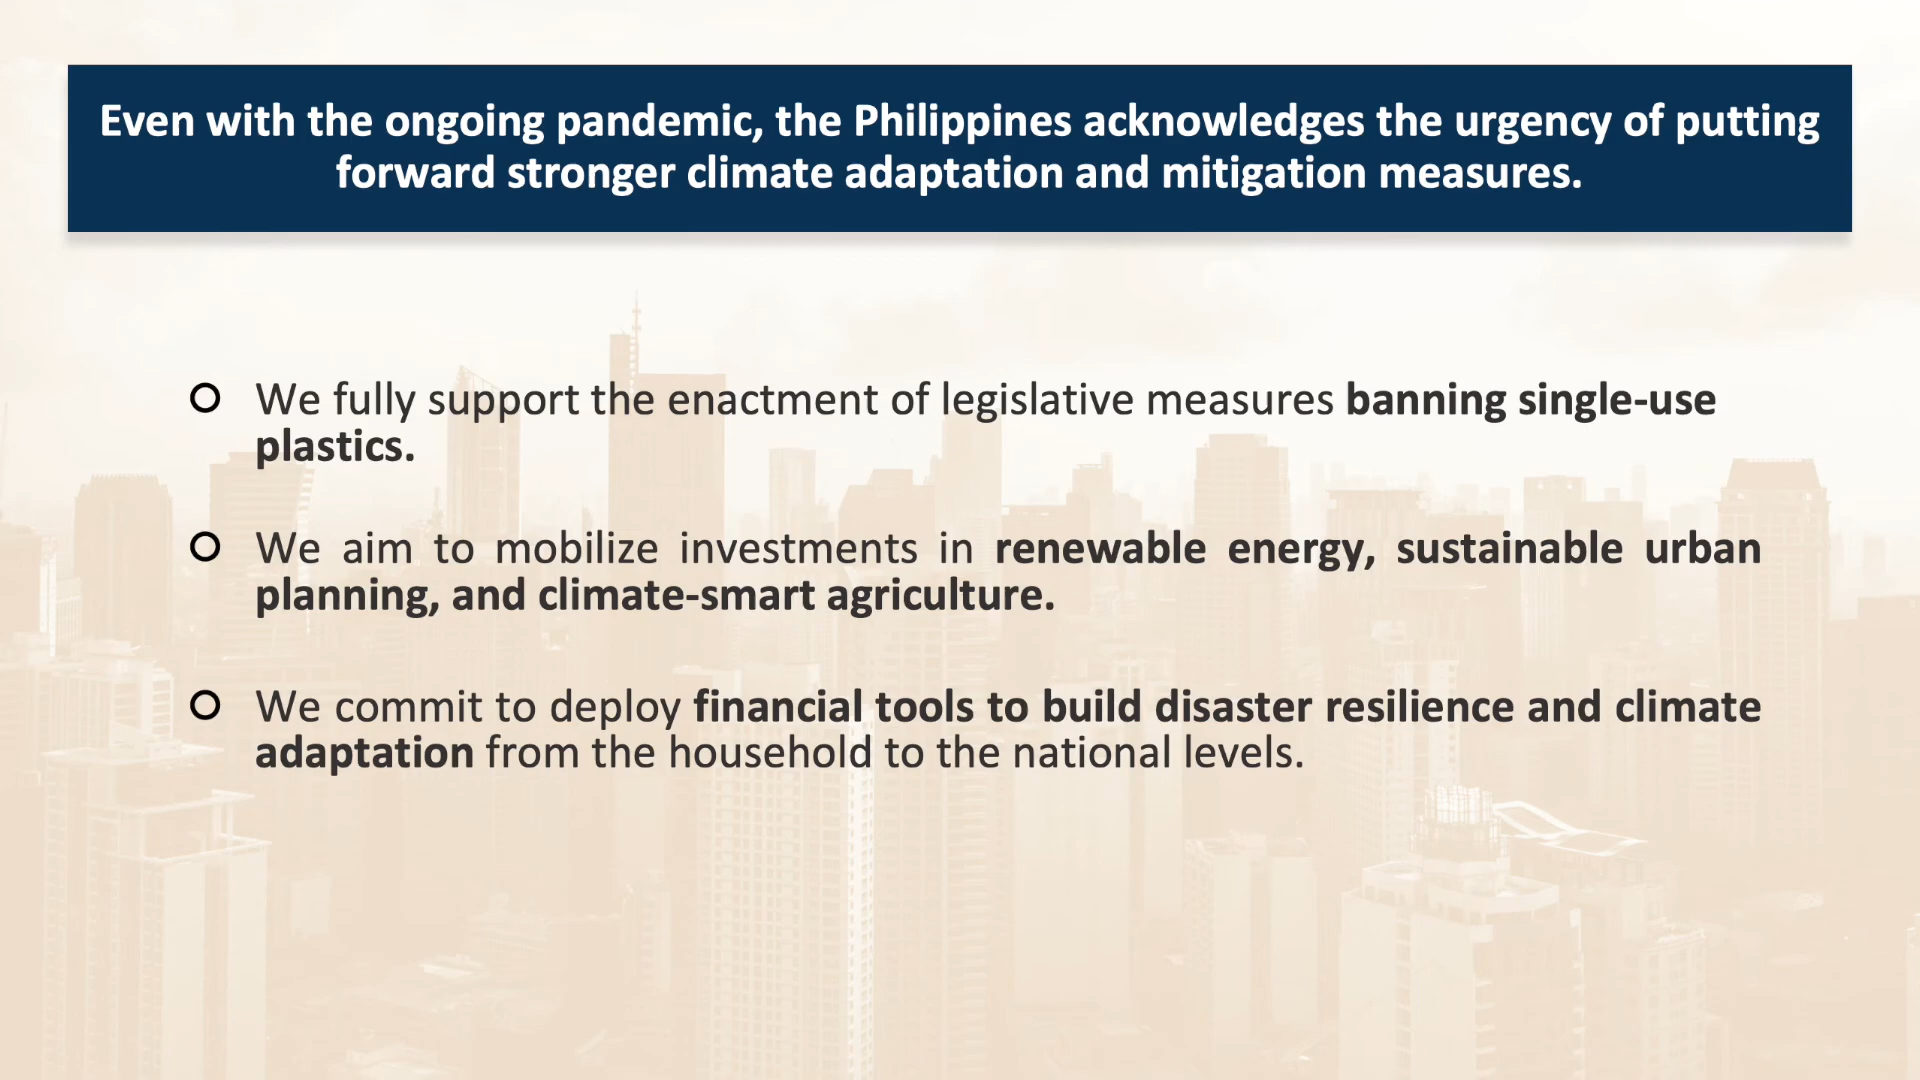 Even with the ongoing pandemic, the Philippines acknowledges the urgency of putting
forward stronger climate adaptation and mitigation measures.
We fully support the enactment of legislative measures banning single-use
plastics.
We aim to mobilize investments in renewable energy, sustainable urban
planning, and climate-smart agriculture.
We commit to deploy financial tools to build disaster resilience and climate
adaptation from the household to the national levels.